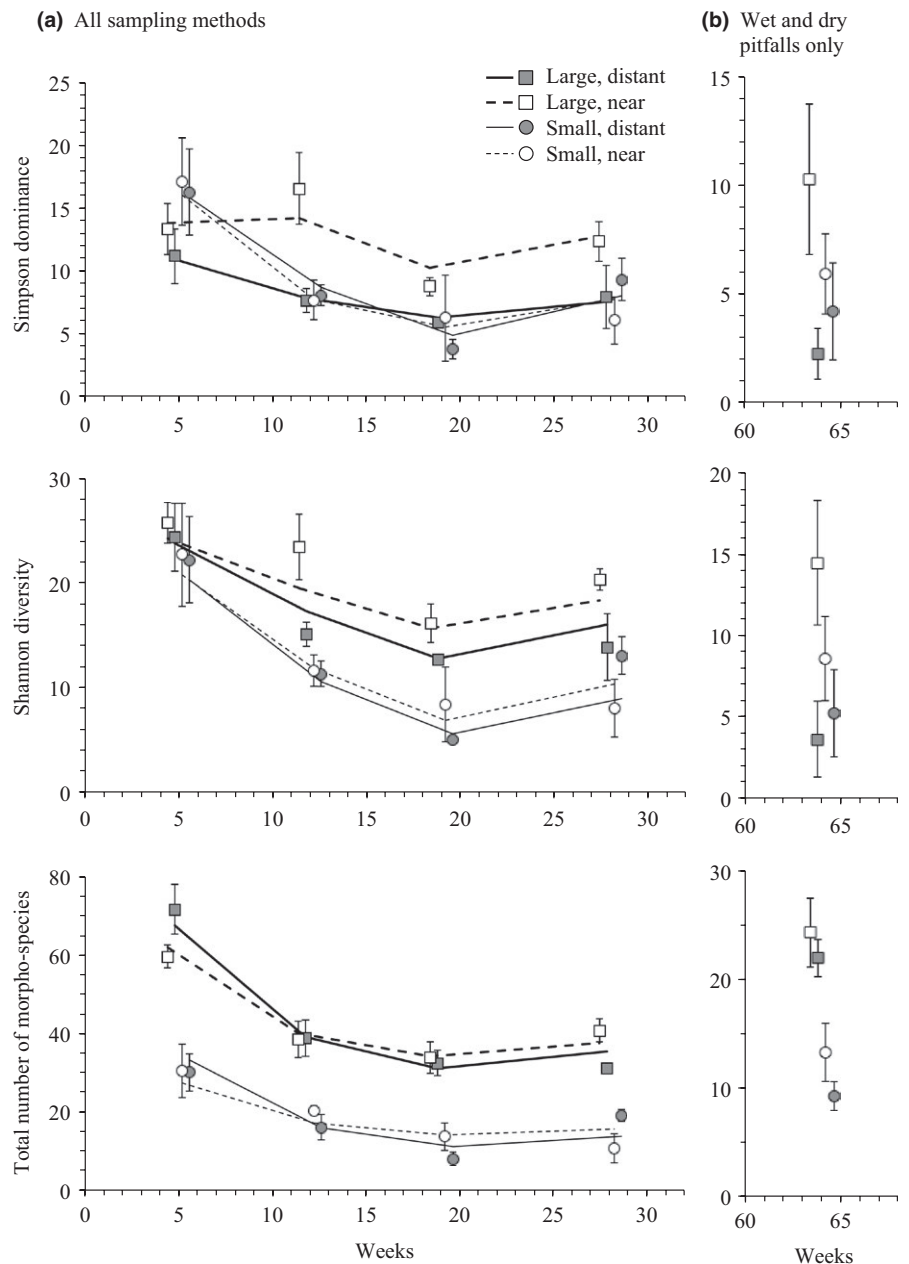 (a) All sampling methods
(b) Wet and dry
pitfalls only
Large, distant
Large, near
Small, distant
Small, near
Simpson dominance
25
20
15
10
5
0
0 5 10 15 20 25 30
15
10
5
0
60 65
Shannon diversity
30
20
10
0
0 5 10 15 20 25 30
20
15
10
5
0
60 65
Total number of morpho-species
80
60
40
20
0
0 5 10 15 20 25 30
Weeks
30
20
10
0
60 65
Weeks